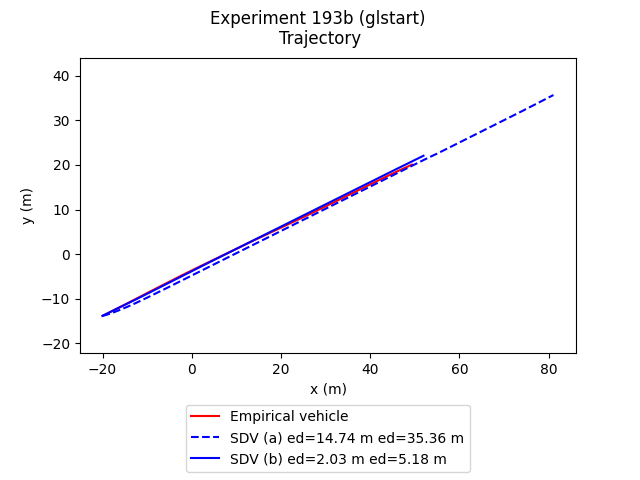 Experiment 193b (glstart)
Trajectory
40
30
20
10
0
−10
−20
y (m)
−20 0 20 40 60 80
x (m)
Empirical vehicle
SDV (a) ed=14.74 m ed=35.36 m
SDV (b) ed=2.03 m ed=5.18 m